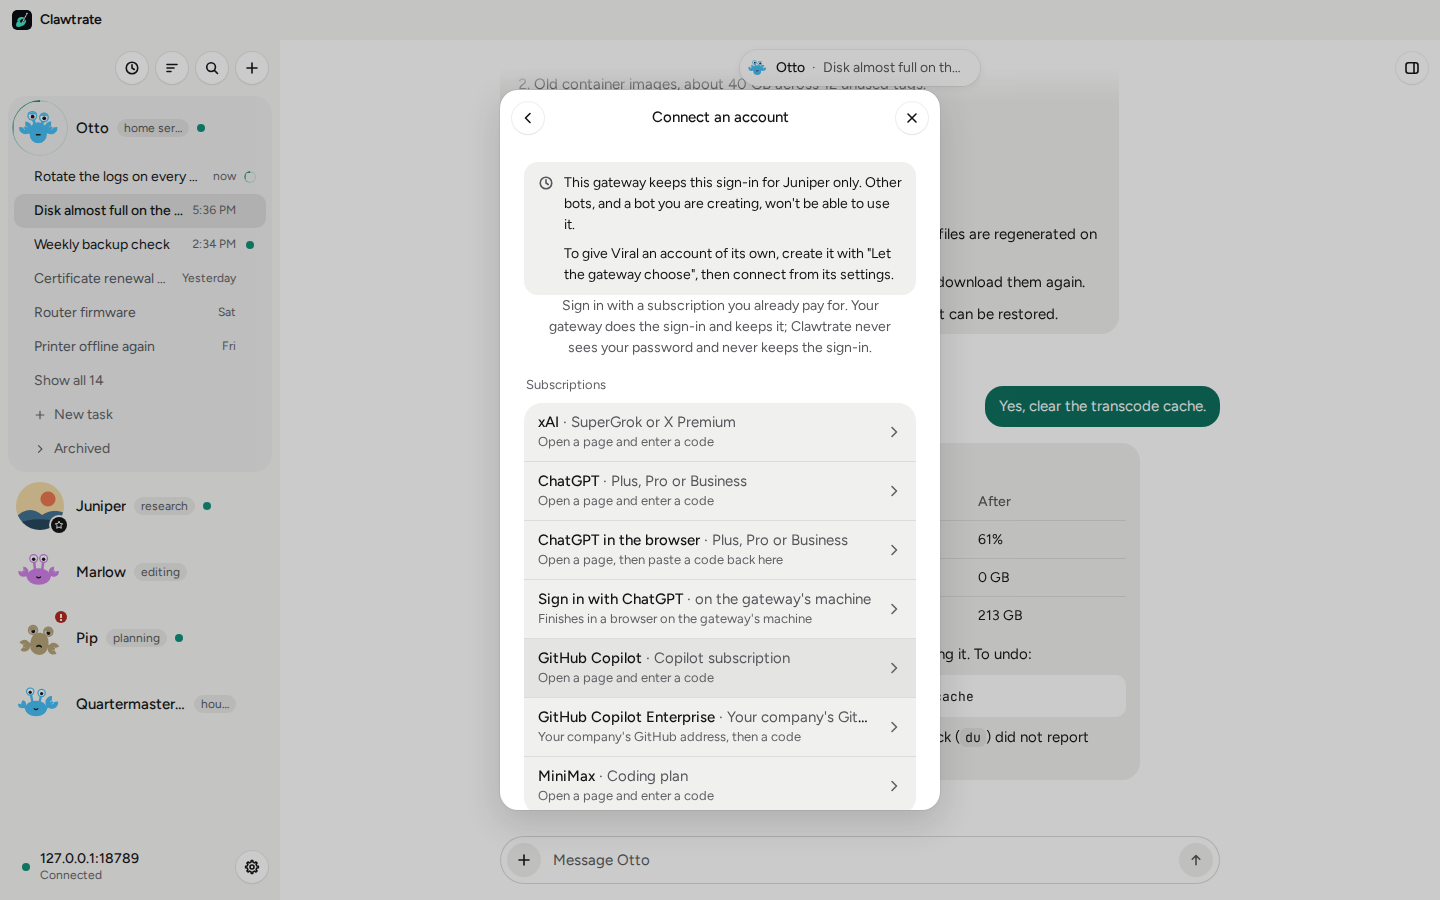 Clawtrate
Otto home ser...
Rotate the logs on every ... now
Disk almost full on the ... 5:36 PM
Weekly backup check 2:34 PM
Certificate renewal ... Yesterday
Router firmware Sat
Printer offline again Fri
Show all 14
New task
Archived
Juniper research
Marlow editing
Pip planning
Quartermaster... hou...
127.0.0.1:18789
Connected
Otto · Disk almost full on th...
2. Old container images, about 40 GB across 12 unused tags.
files are regenerated on
download them again.
t can be restored.
Yes, clear the transcode cache.
After
61%
0 GB
213 GB
ng it. To undo:
cache
ck ( du ) did not report
Message Otto
Connect an account
This gateway keeps this sign-in for Juniper only. Other
bots, and a bot you are creating, won't be able to use
it.
To give Viral an account of its own, create it with "Let
the gateway choose", then connect from its settings.
Sign in with a subscription you already pay for. Your
gateway does the sign-in and keeps it; Clawtrate never
sees your password and never keeps the sign-in.
Subscriptions
xAI · SuperGrok or X Premium
Open a page and enter a code
ChatGPT · Plus, Pro or Business
Open a page and enter a code
ChatGPT in the browser · Plus, Pro or Business
Open a page, then paste a code back here
Sign in with ChatGPT · on the gateway's machine
Finishes in a browser on the gateway's machine
GitHub Copilot · Copilot subscription
Open a page and enter a code
GitHub Copilot Enterprise · Your company's Git...
Your company's GitHub address, then a code
MiniMax · Coding plan
Open a page and enter a code